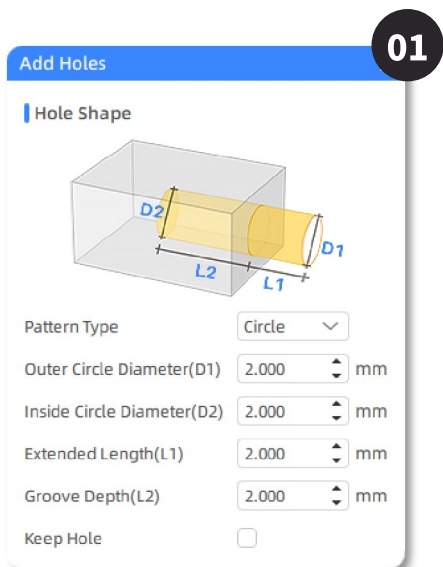 01
Add Holes
Hole Shape
D2
D1
L2
L1
Pattern Type Circle
Outer Circle Diameter(D1) 2.000 mm
Inside Circle Diameter(D2) 2.000 mm
Extended Length(L1) 2.000 mm
Groove Depth(L2) 2.000 mm
Keep Hole